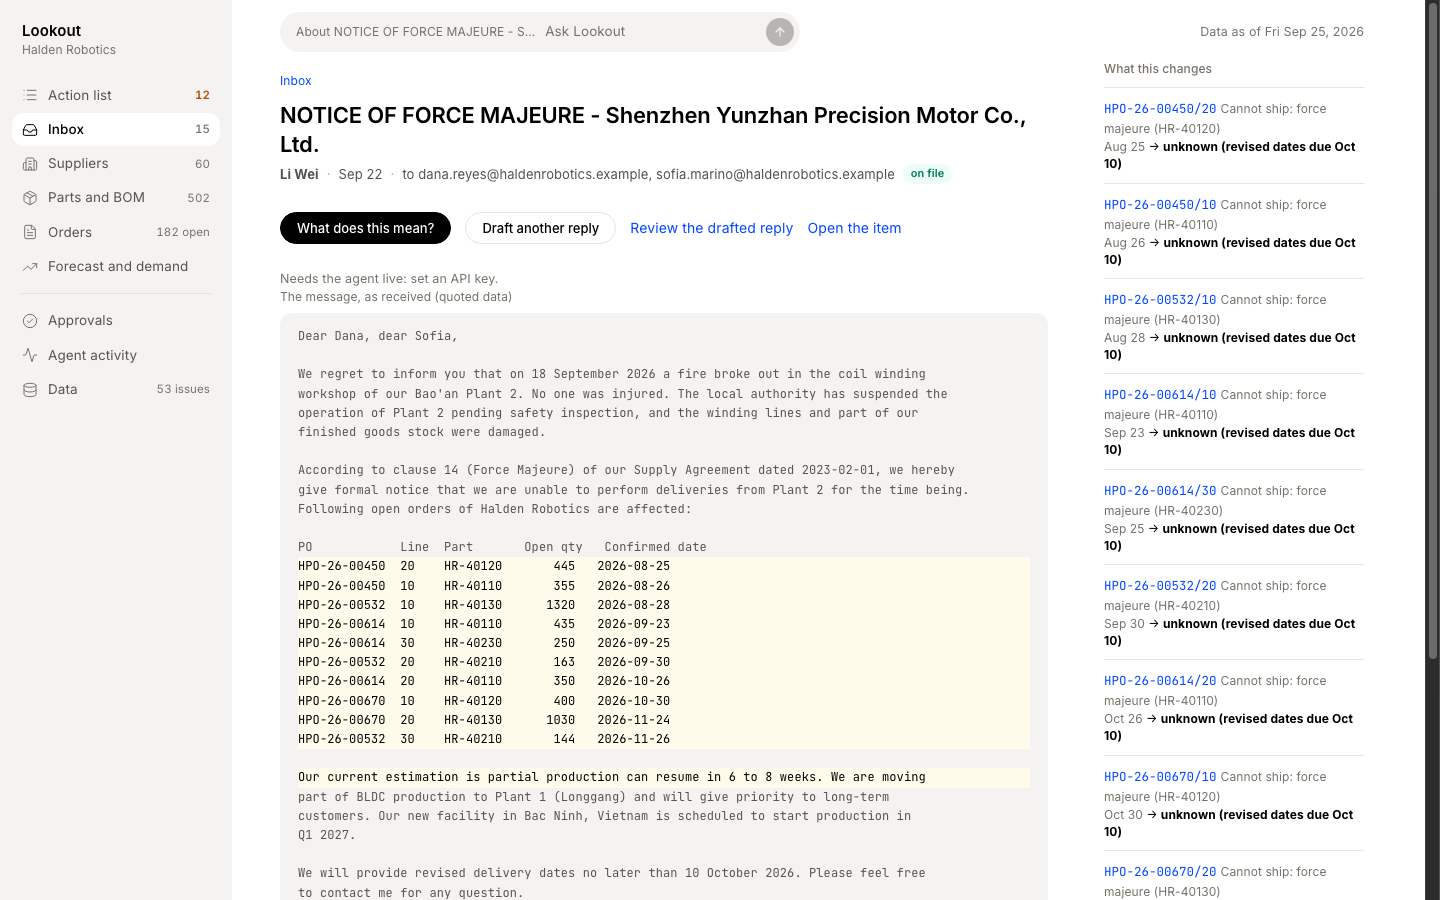 Lookout
Halden Robotics
Action list 12
Inbox 15
Suppliers 60
Parts and BOM 502
Orders 182 open
Forecast and demand
Approvals
Agent activity
Data 53 issues
About NOTICE OF FORCE MAJEURE - S... Ask Lookout
Data as of Fri Sep 25, 2026
Inbox
NOTICE OF FORCE MAJEURE - Shenzhen Yunzhan Precision Motor Co.,
Ltd.
Li Wei · Sep 22 · to dana.reyes@haldenrobotics.example, sofia.marino@haldenrobotics.example on file
What does this mean? Draft another reply Review the drafted reply Open the item
Needs the agent live: set an API key.
The message, as received (quoted data)
Dear Dana, dear Sofia,
We regret to inform you that on 18 September 2026 a fire broke out in the coil winding
workshop of our Bao'an Plant 2. No one was injured. The local authority has suspended the
operation of Plant 2 pending safety inspection, and the winding lines and part of our
finished goods stock were damaged.
According to clause 14 (Force Majeure) of our Supply Agreement dated 2023-02-01, we hereby
give formal notice that we are unable to perform deliveries from Plant 2 for the time being.
Following open orders of Halden Robotics are affected:
PO Line Part Open qty Confirmed date
HPO-26-00450 20 HR-40120 445 2026-08-25
HPO-26-00450 10 HR-40110 355 2026-08-26
HPO-26-00532 10 HR-40130 1320 2026-08-28
HPO-26-00614 10 HR-40110 435 2026-09-23
HPO-26-00614 30 HR-40230 250 2026-09-25
HPO-26-00532 20 HR-40210 163 2026-09-30
HPO-26-00614 20 HR-40110 350 2026-10-26
HPO-26-00670 10 HR-40120 400 2026-10-30
HPO-26-00670 20 HR-40130 1030 2026-11-24
HPO-26-00532 30 HR-40210 144 2026-11-26
Our current estimation is partial production can resume in 6 to 8 weeks. We are moving
part of BLDC production to Plant 1 (Longgang) and will give priority to long-term
customers. Our new facility in Bac Ninh, Vietnam is scheduled to start production in
Q1 2027.
We will provide revised delivery dates no later than 10 October 2026. Please feel free
to contact me for any question.
What this changes
HPO-26-00450/20 Cannot ship: force
majeure (HR-40120)
Aug 25 → unknown (revised dates due Oct
10)
HPO-26-00450/10 Cannot ship: force
majeure (HR-40110)
Aug 26 → unknown (revised dates due Oct
10)
HPO-26-00532/10 Cannot ship: force
majeure (HR-40130)
Aug 28 → unknown (revised dates due Oct
10)
HPO-26-00614/10 Cannot ship: force
majeure (HR-40110)
Sep 23 → unknown (revised dates due Oct
10)
HPO-26-00614/30 Cannot ship: force
majeure (HR-40230)
Sep 25 → unknown (revised dates due Oct
10)
HPO-26-00532/20 Cannot ship: force
majeure (HR-40210)
Sep 30 → unknown (revised dates due Oct
10)
HPO-26-00614/20 Cannot ship: force
majeure (HR-40110)
Oct 26 → unknown (revised dates due Oct
10)
HPO-26-00670/10 Cannot ship: force
majeure (HR-40120)
Oct 30 → unknown (revised dates due Oct
10)
HPO-26-00670/20 Cannot ship: force
majeure (HR-40130)